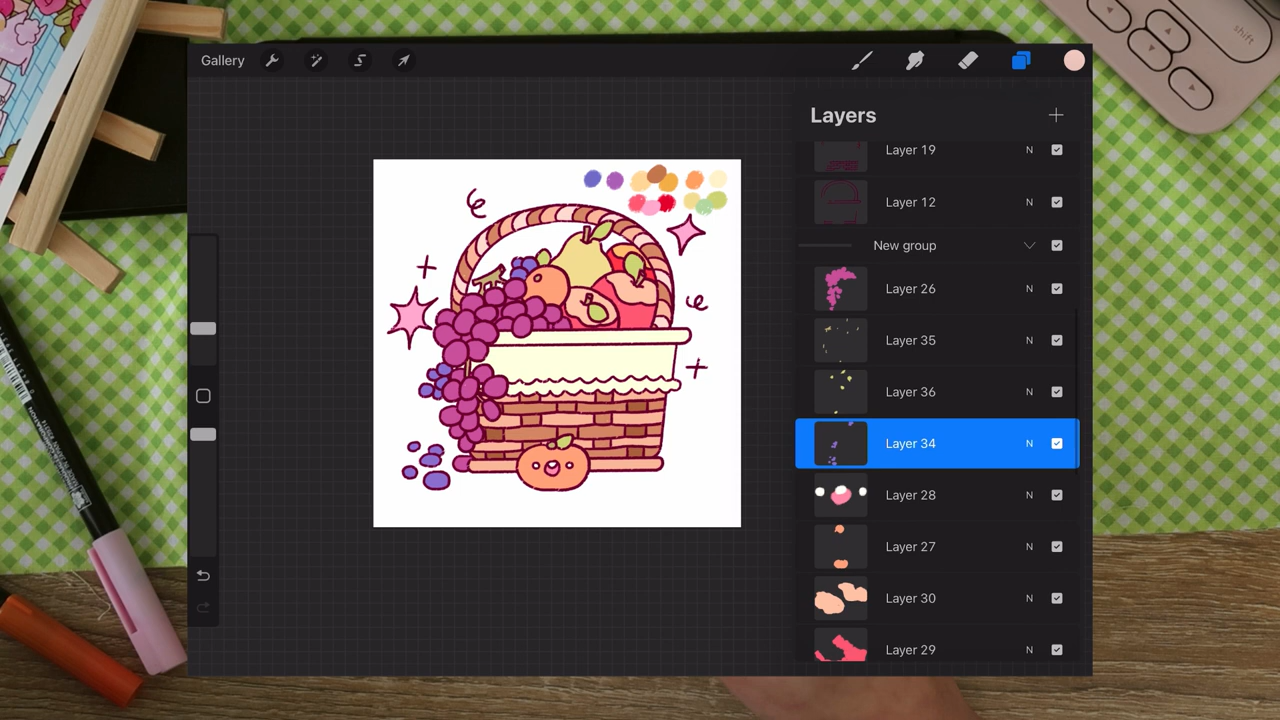 Gallery
Layers
Layer 19 N
Layer 12 N
New group
Layer 26 N
Layer 35 N
Layer 36 N
Layer 34 N
Layer 28 N
Layer 27 N
Layer 30 N
Layer 29 N
shift